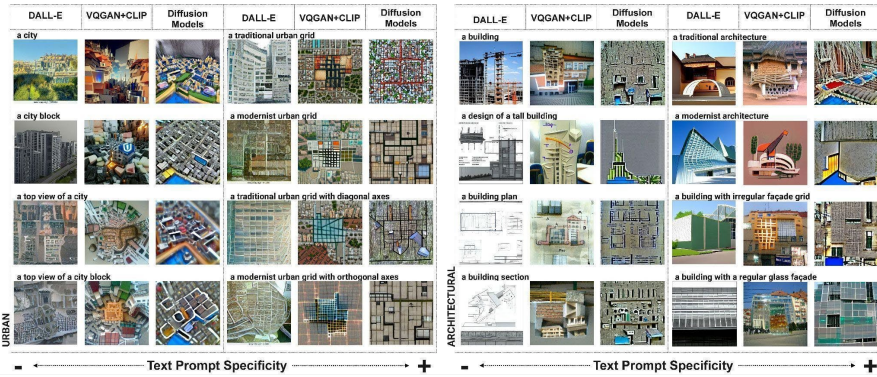 DALL-E VQGAN+CLIP Diffusion Models DALL-E VQGAN+CLIP Diffusion Models
a city a traditional urban grid
a city block a modernist urban grid
a top view of a city a traditional urban grid with diagonal axes
a top view of a city block a modernist urban grid with orthogonal axes
URBAN
- Text Prompt Specificity +
DALL-E VQGAN+CLIP Diffusion Models DALL-E VQGAN+CLIP Diffusion Models
a building a traditional architecture
a design of a tall building a modernist architecture
a building plan a building with irregular façade grid
a building section a building with a regular glass façade
ARCHITECTURAL
- Text Prompt Specificity +